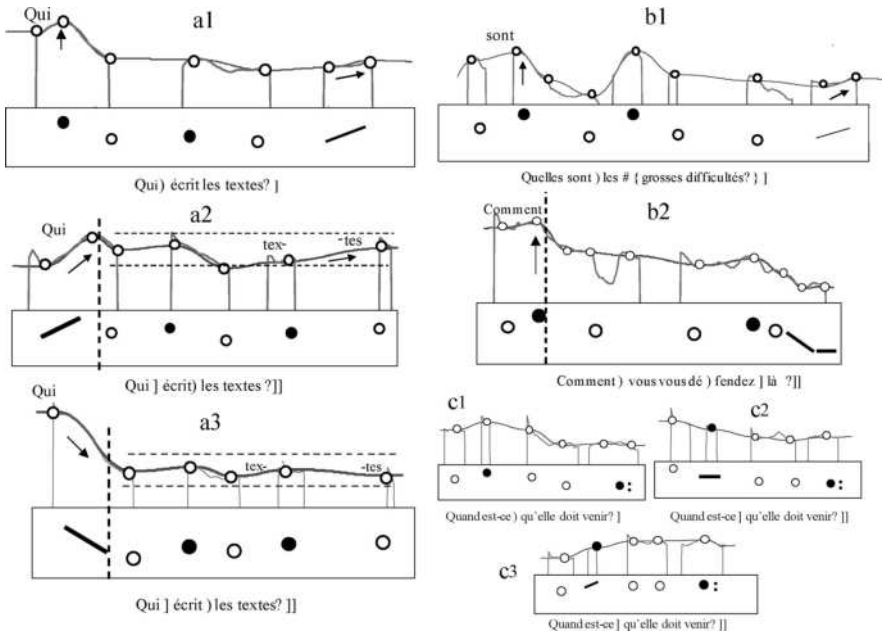 Qui
a1
Qui) écrit les textes? ]
Qui
a2
tex-
-tes
Qui ] écrit) les textes ?]]
Qui
a3
tex-
-tes
Qui ] écrit ) les textes? ]]
b1
sont
Quelles sont ) les # { grosses difficultés? } ]
Comment
b2
Comment ) vous vous dé ) fendez ] là ?]]
c1
Quand est-ce ) qu'elle doit venir? ]
c2
Quand est-ce ] qu'elle doit venir? ]]
c3
Quand est-ce ] qu'elle doit venir? ]]